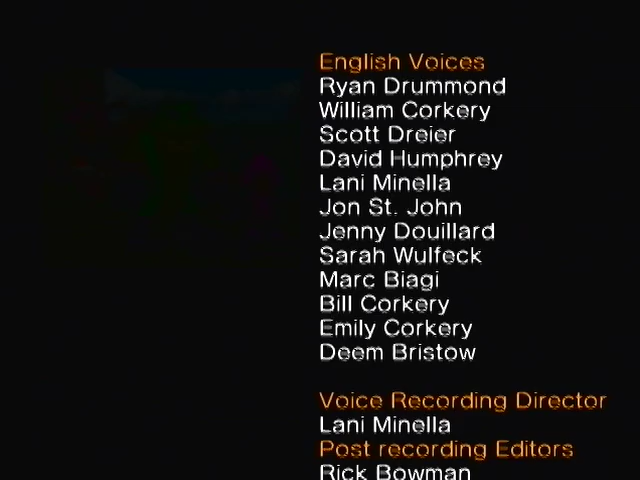 English Voices
Ryan Drummond
William Corkery
Scott Dreier
David Humphrey
Lani Minella
Jon St. John
Jenny Douillard
Sarah Wulfeck
Marc Biagi
Bill Corkery
Emily Corkery
Deem Bristow
Voice Recording Director
Lani Minella
Post recording Editors
Rick Bowman